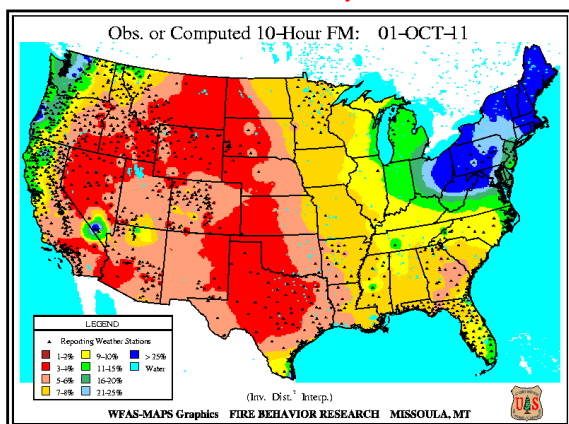 Obs. or Computed 10-Hour FM: 01-OCT-11
LEGEND
Reporting Weather Stations
1-2% 9-10% > 25%
3-4% 11-15% Water
5-6% 16-20%
7-8% 21-25%
(Inv. Dist.² Interp.)
WFAS-MAPS Graphics FIRE BEHAVIOR RESEARCH MISSOULA, MT
U S